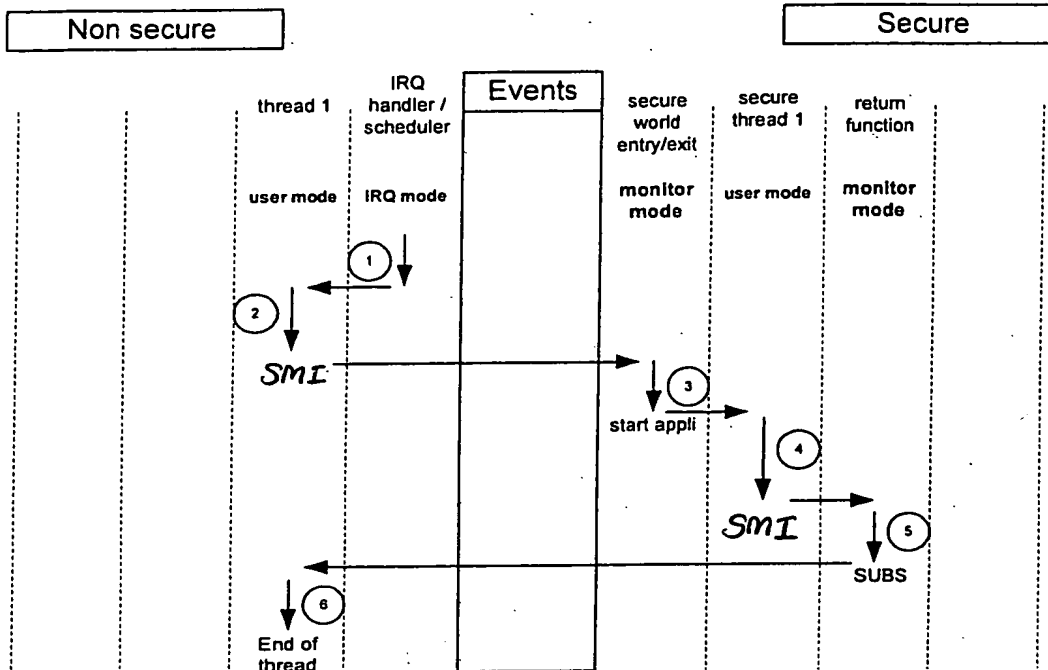 Non secure
Secure
thread 1
IRQ
handler /
scheduler
Events
secure
world
entry/exit
secure
thread 1
return
function
user mode
IRQ mode
monitor
mode
user mode
monitor
mode
1
2
SMI
3
start appli
4
SMI
5
SUBS
6
End of
thread